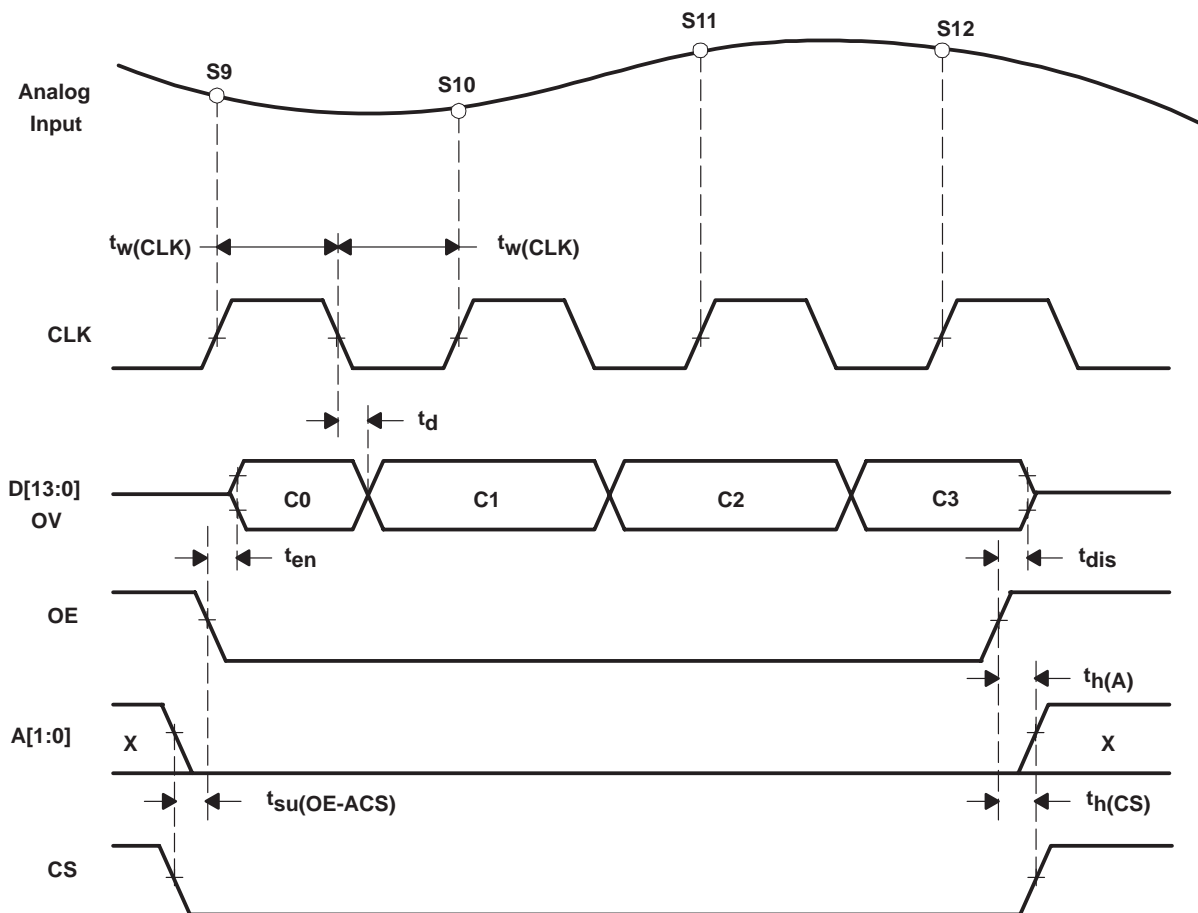 S11
S12
S9
S10
Analog
Input
tw(CLK)
tw(CLK)
CLK
td
D[13:0]
OV
C0
C1
C2
C3
ten
tdis
OE
th(A)
A[1:0]
X
X
tsu(OE-ACS)
th(CS)
CS